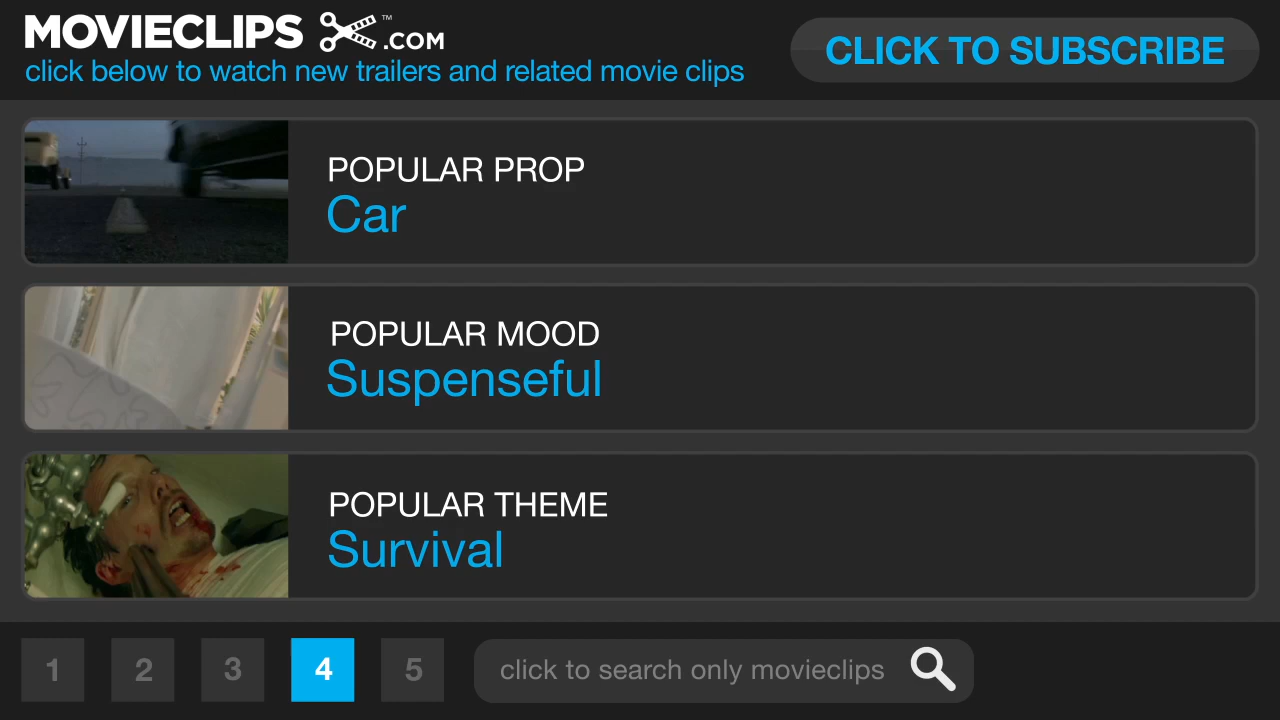 MOVIECLIPS ™ .COM
CLICK TO SUBSCRIBE
click below to watch new trailers and related movie clips
POPULAR PROP
Car
POPULAR MOOD
Suspenseful
POPULAR THEME
Survival
1 2 3 4 5 click to search only movieclips